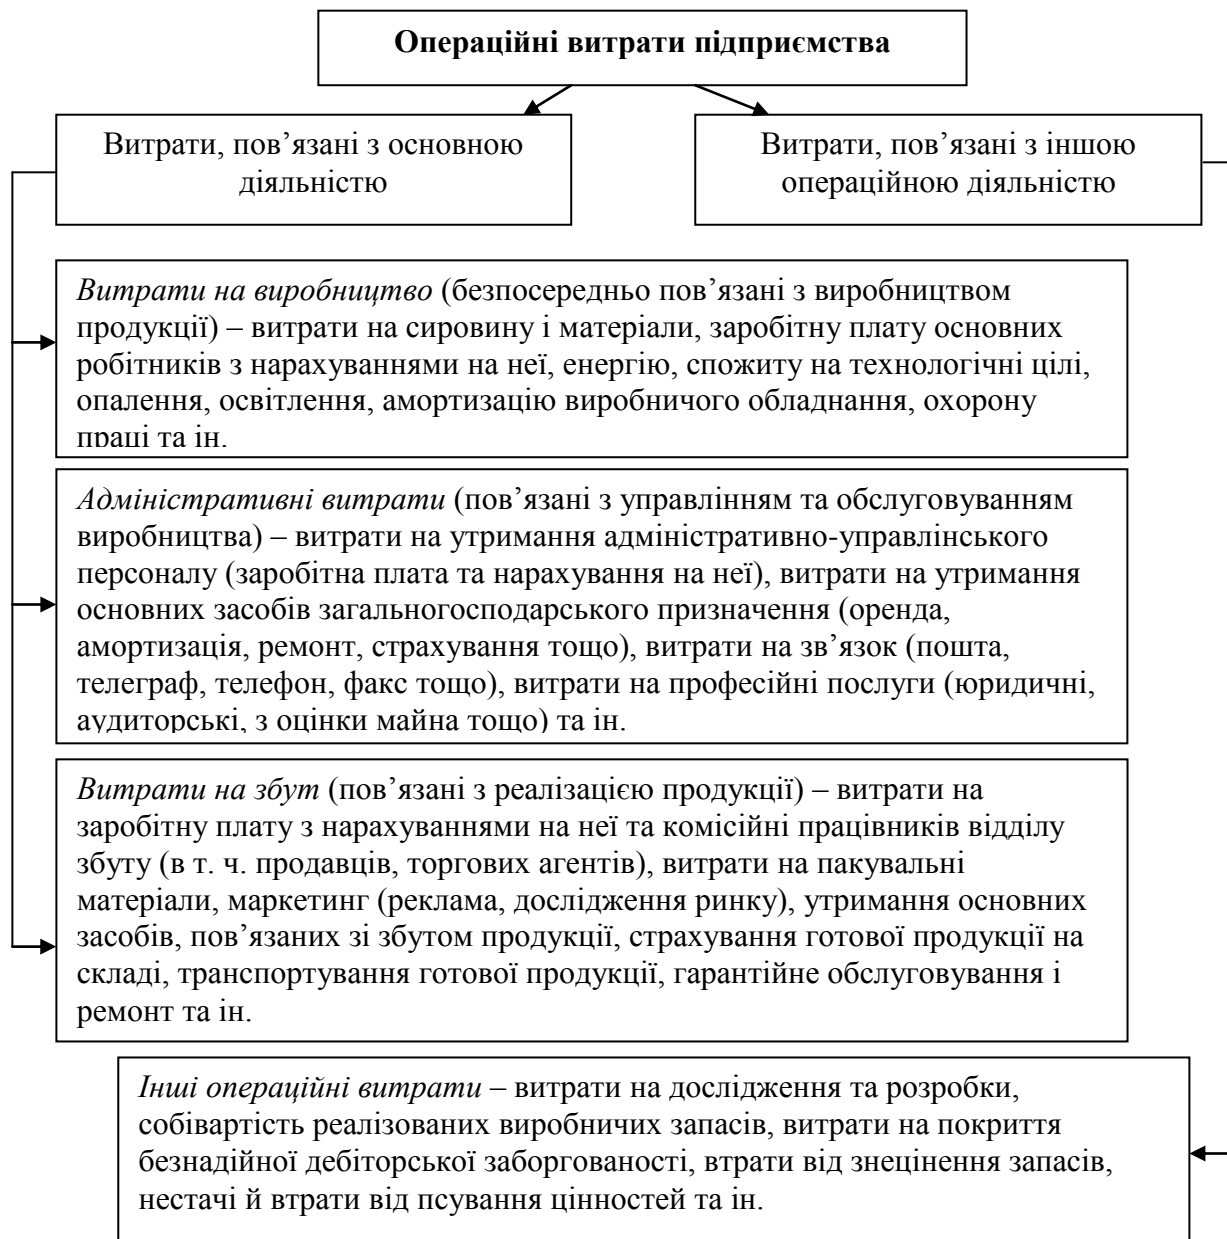 Операційні витрати підприємства
Витрати, пов’язані з основною
діяльністю
Витрати, пов’язані з іншою
операційною діяльністю
Витрати на виробництво (безпосередньо пов’язані з виробництвом
продукції) – витрати на сировину і матеріали, заробітну плату основних
робітників з нарахуваннями на неї, енергію, спожиту на технологічні цілі,
опалення, освітлення, амортизацію виробничого обладнання, охорону
праці та ін.
Адміністративні витрати (пов’язані з управлінням та обслуговуванням
виробництва) – витрати на утримання адміністративно-управлінського
персоналу (заробітна плата та нарахування на неї), витрати на утримання
основних засобів загальногосподарського призначення (оренда,
амортизація, ремонт, страхування тощо), витрати на зв’язок (пошта,
телеграф, телефон, факс тощо), витрати на професійні послуги (юридичні,
аудиторські, з оцінки майна тощо) та ін.
Витрати на збут (пов’язані з реалізацією продукції) – витрати на
заробітну плату з нарахуваннями на неї та комісійні працівників відділу
збуту (в т. ч. продавців, торгових агентів), витрати на пакувальні
матеріали, маркетинг (реклама, дослідження ринку), утримання основних
засобів, пов’язаних зі збутом продукції, страхування готової продукції на
складі, транспортування готової продукції, гарантійне обслуговування і
ремонт та ін.
Інші операційні витрати – витрати на дослідження та розробки,
собівартість реалізованих виробничих запасів, витрати на покриття
безнадійної дебіторської заборгованості, втрати від знецінення запасів,
нестачі й втрати від псування цінностей та ін.